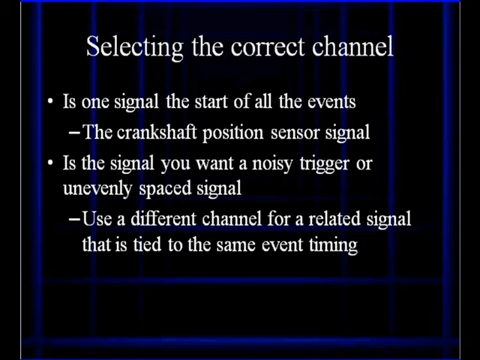 Selecting the correct channel
• Is one signal the start of all the events
–The crankshaft position sensor signal
• Is the signal you want a noisy trigger or
unevenly spaced signal
–Use a different channel for a related signal
that is tied to the same event timing